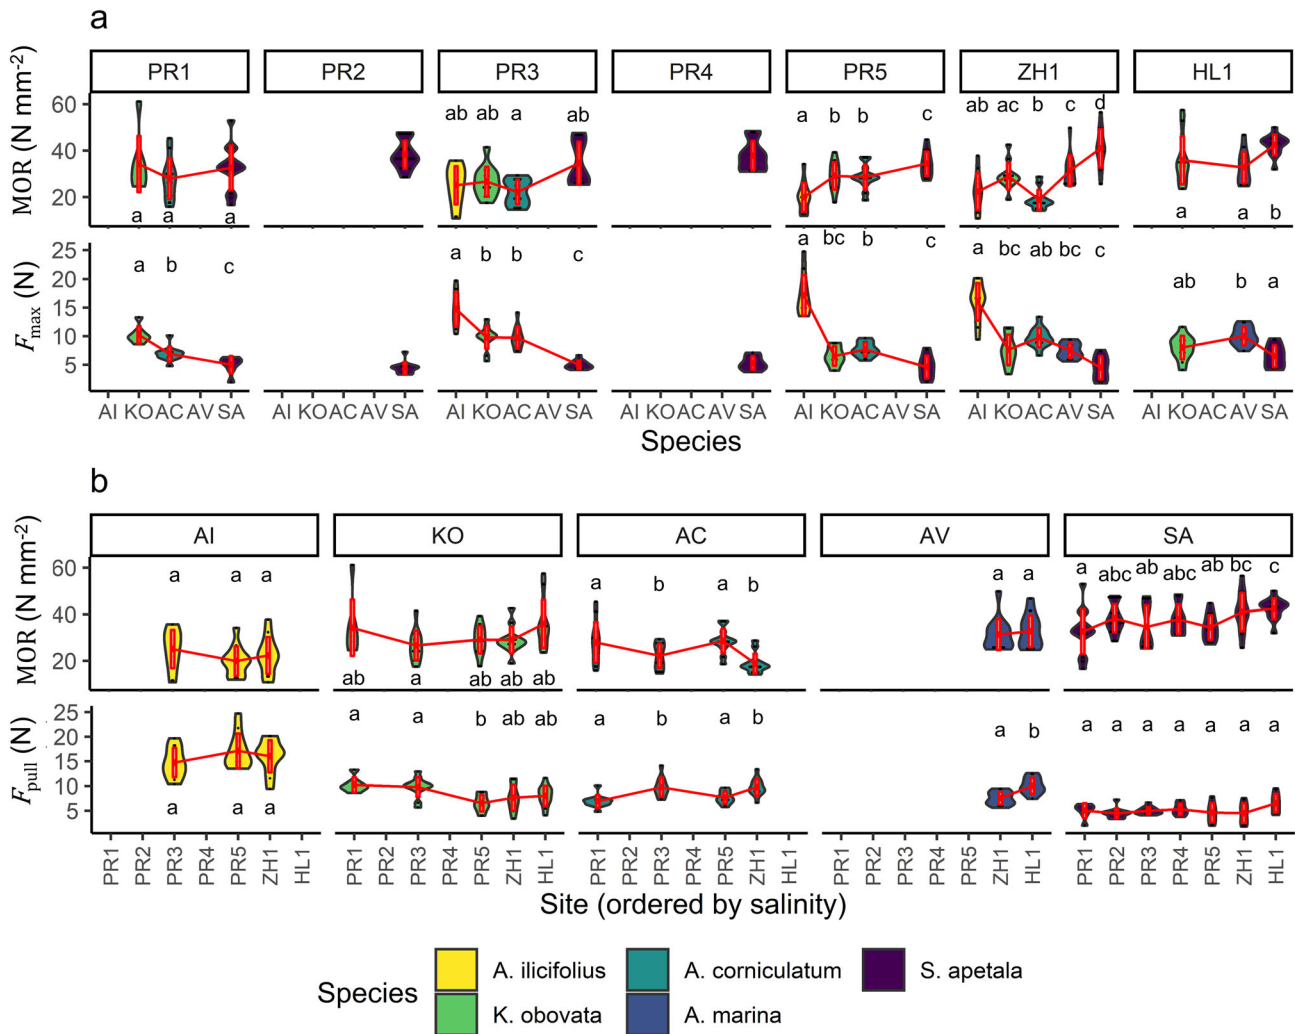 a
PR1 PR2 PR3 PR4 PR5 ZH1 HL1
MOR (N mm-2)
60
40
20
a a a
ab ab a ab
a b b c
ab ac b c d
a a b
Fmax (N)
25
20
15
10
5
a b c
a b b c
a bc b c
a bc ab bc c
ab b a
AI KO AC AV SA AI KO AC AV SA AI KO AC AV SA AI KO AC AV SA AI KO AC AV SA AI KO AC AV SA AI KO AC AV SA
Species
b
AI KO AC AV SA
MOR (N mm-2)
60
40
20
a a a
ab a ab ab ab
a b a b
a a
a abc ab abc ab bc c
Fpull (N)
25
20
15
10
5
a a a
a a b ab ab
a b a b
a b
a a a a a a a
PR1 PR2 PR3 PR4 PR5 ZH1 HL1 PR1 PR2 PR3 PR4 PR5 ZH1 HL1 PR1 PR2 PR3 PR4 PR5 ZH1 HL1 PR1 PR2 PR3 PR4 PR5 ZH1 HL1 PR1 PR2 PR3 PR4 PR5 ZH1 HL1
Site (ordered by salinity)
Species
A. ilicifolius A. corniculatum S. apetala
K. obovata A. marina